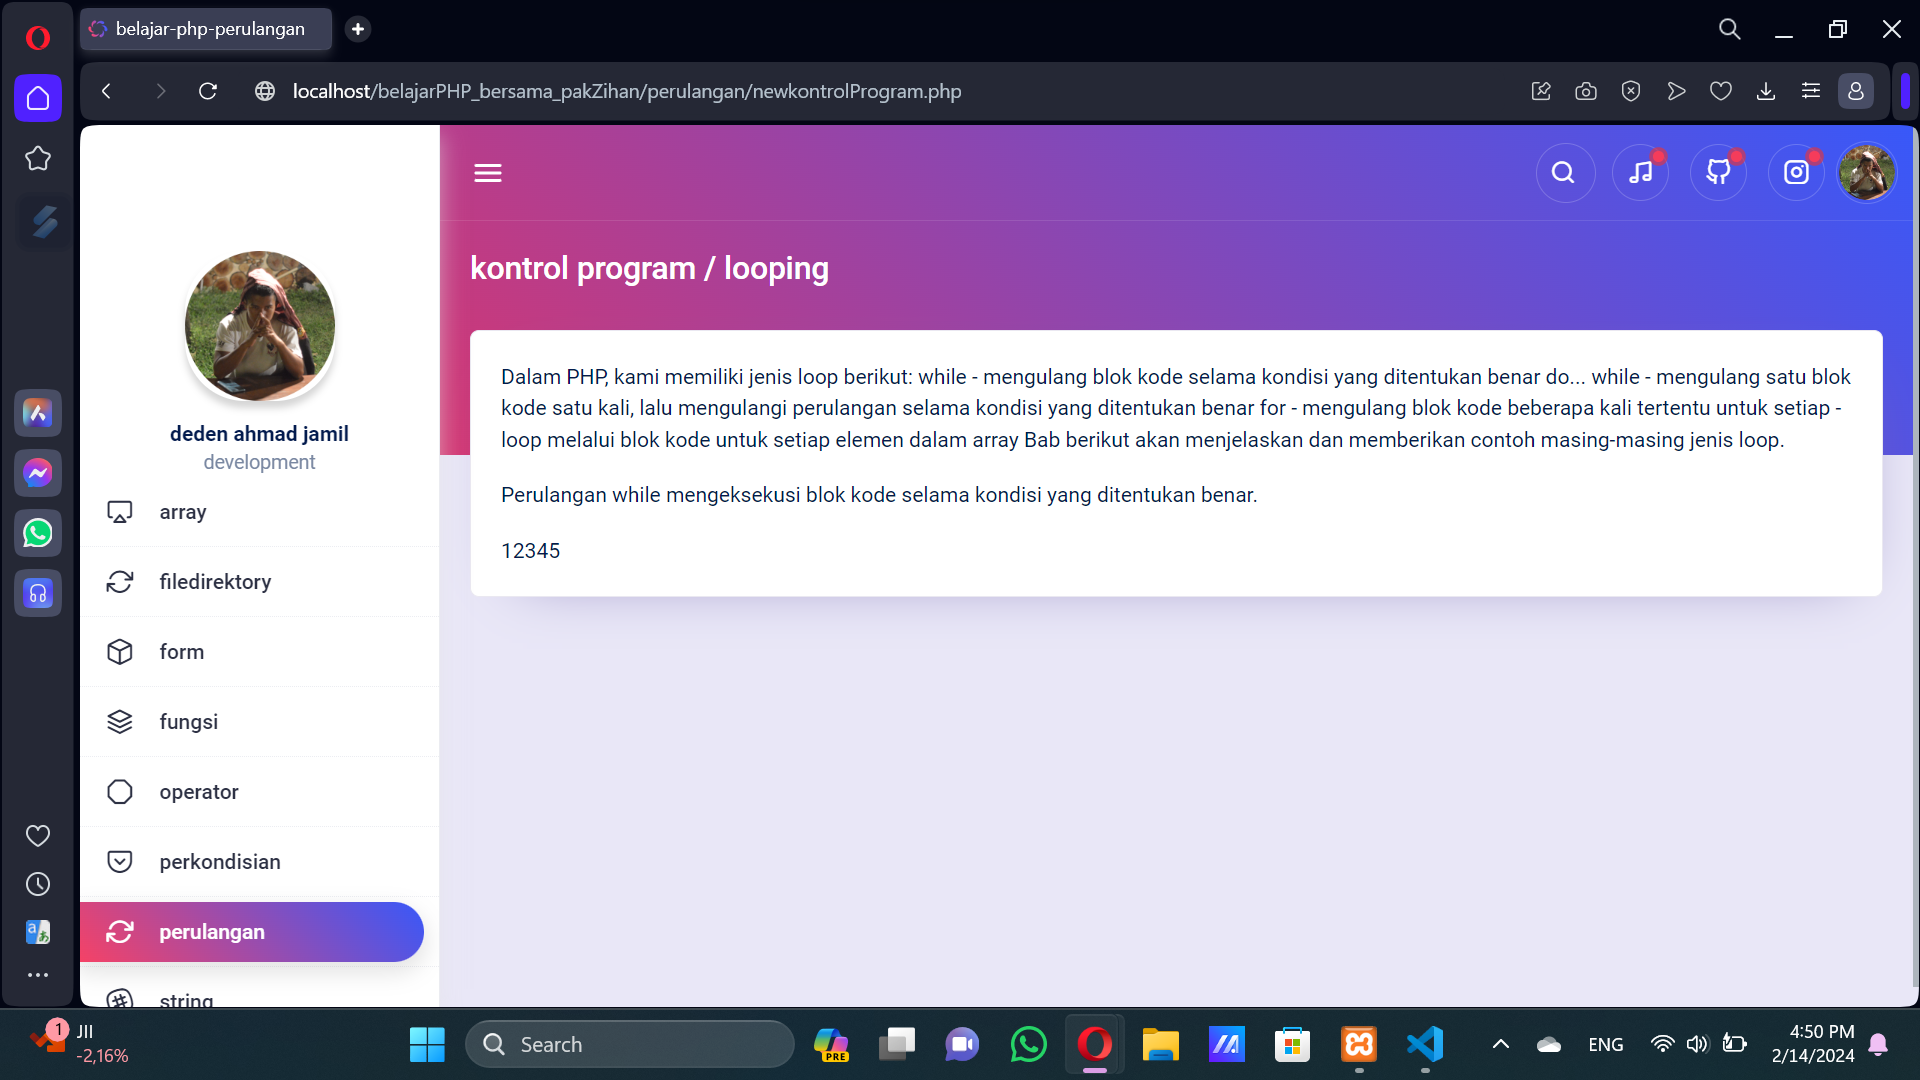 belajar-php-perulangan
localhost/belajarPHP_bersama_pakZihan/perulangan/newkontrolProgram.php
kontrol program / looping
Dalam PHP, kami memiliki jenis loop berikut: while - mengulang blok kode selama kondisi yang ditentukan benar do... while - mengulang satu blok
kode satu kali, lalu mengulangi perulangan selama kondisi yang ditentukan benar for - mengulang blok kode beberapa kali tertentu untuk setiap -
loop melalui blok kode untuk setiap elemen dalam array Bab berikut akan menjelaskan dan memberikan contoh masing-masing jenis loop.
Perulangan while mengeksekusi blok kode selama kondisi yang ditentukan benar.
12345
deden ahmad jamil
development
array
filedirektory
form
fungsi
operator
perkondisian
perulangan
string
1
JII
-2,16%
Search
PRE
ENG
4:50 PM
2/14/2024